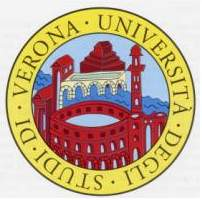 UNIVERSITÀ · DEGLI · STUDI · DI · VERONA ·